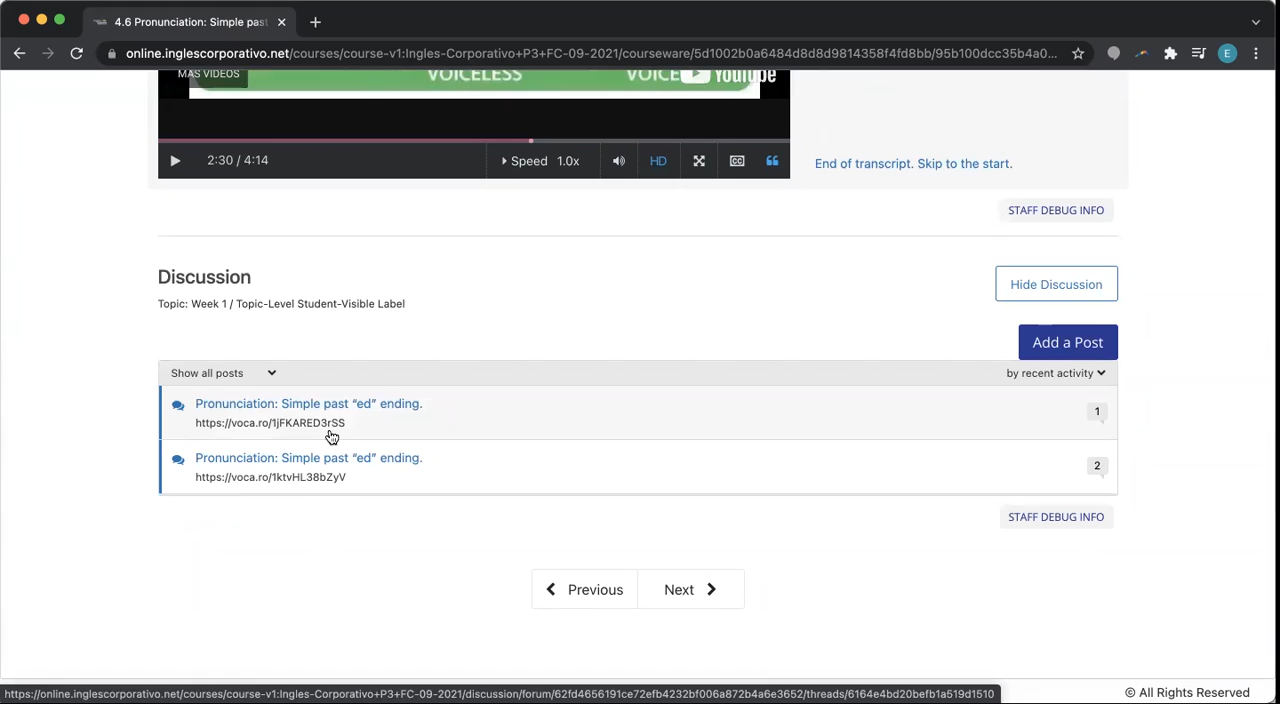 4.6 Pronunciation: Simple past
online.inglescorporativo.net/courses/course-v1:Ingles-Corporativo+P3+FC-09-2021/courseware/5d1002b0a6484d8d8d9814358f4fd8bb/95b100dcc35b4a0...
E
MÁS VIDEOS
VOICELESS
VOICE
YouTube
2:30 / 4:14
Speed 1.0x
HD
CC
End of transcript. Skip to the start.
STAFF DEBUG INFO
Discussion
Hide Discussion
Topic: Week 1 / Topic-Level Student-Visible Label
Add a Post
Show all posts
by recent activity
Pronunciation: Simple past “ed” ending.
1
https://voca.ro/1jFKARED3rSS
Pronunciation: Simple past “ed” ending.
2
https://voca.ro/1ktvHL38bZyV
STAFF DEBUG INFO
Previous
Next
https://online.inglescorporativo.net/courses/course-v1:Ingles-Corporativo+P3+FC-09-2021/discussion/forum/62fd4656191ce72efb4232bf006a872b4a6e3652/threads/6164e4bd20befb1a519d1510
© All Rights Reserved